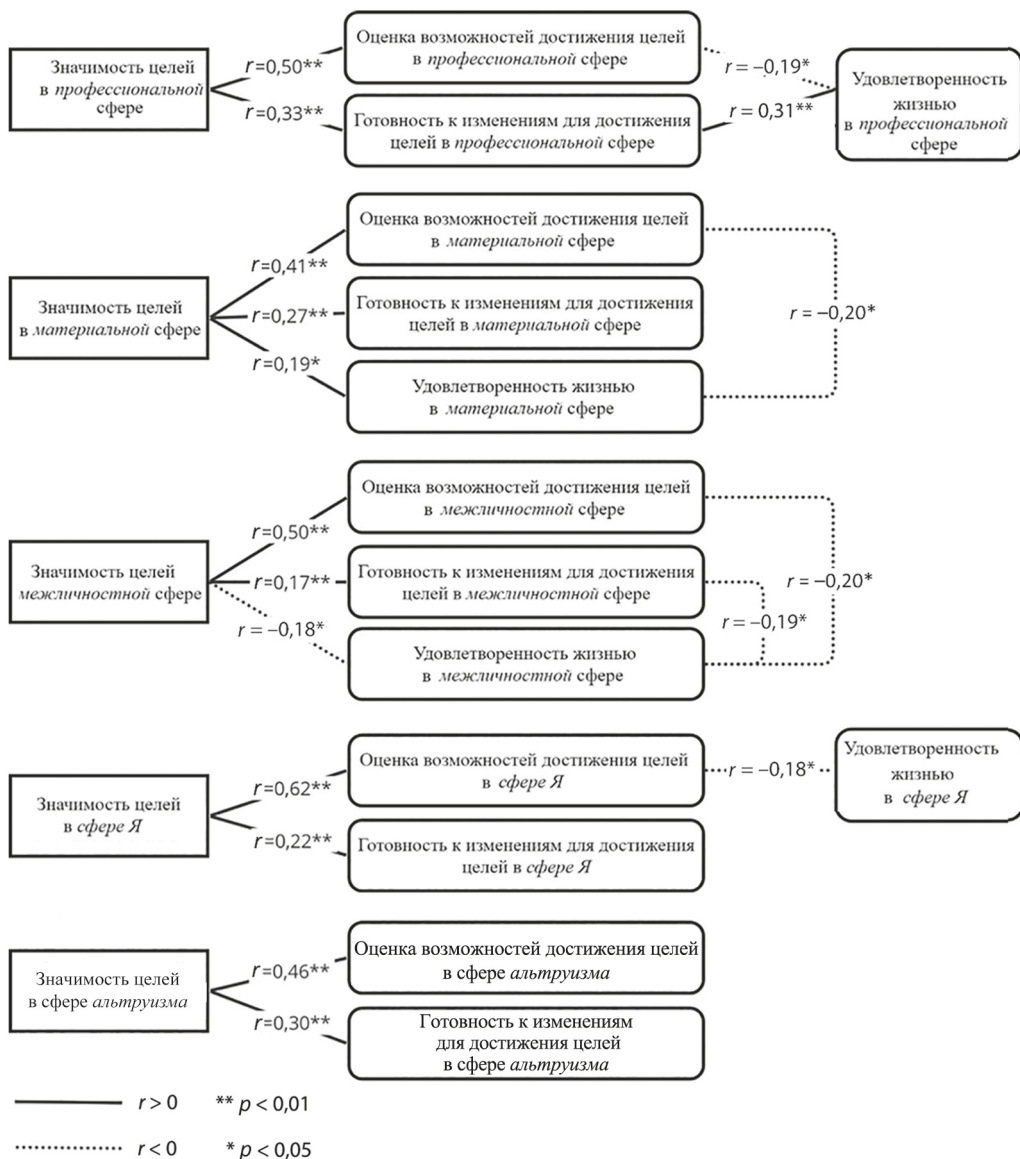 Значимость целей
в профессиональной
сфере
r=0,50**
r=0,33**
Оценка возможностей достижения целей
в профессиональной сфере
Готовность к изменениям для достижения
целей в профессиональной сфере
r = –0,19*
r = 0,31**
Удовлетворенность
жизнью
в профессиональной
сфере
Значимость целей
в материальной сфере
r=0,41**
r=0,27**
r=0,19*
Оценка возможностей достижения целей
в материальной сфере
Готовность к изменениям для достижения
целей в материальной сфере
Удовлетворенность жизнью
в материальной сфере
r = –0,20*
Значимость целей
межличностной сфере
r=0,50**
r=0,17**
r = –0,18*
Оценка возможностей достижения целей
в межличностной сфере
Готовность к изменениям для достижения
целей в межличностной сфере
Удовлетворенность жизнью
в межличностной сфере
r = –0,20*
r = –0,19*
Значимость целей
в сфере Я
r=0,62**
r=0,22**
Оценка возможностей достижения целей
в сфере Я
Готовность к изменениям для достижения
целей в сфере Я
r = –0,18*
Удовлетворенность
жизнью
в сфере Я
Значимость целей
в сфере альтруизма
r=0,46**
r=0,30**
Оценка возможностей достижения целей
в сфере альтруизма
Готовность к изменениям
для достижения целей
в сфере альтруизма
r > 0 ** p < 0,01
r < 0 * p < 0,05